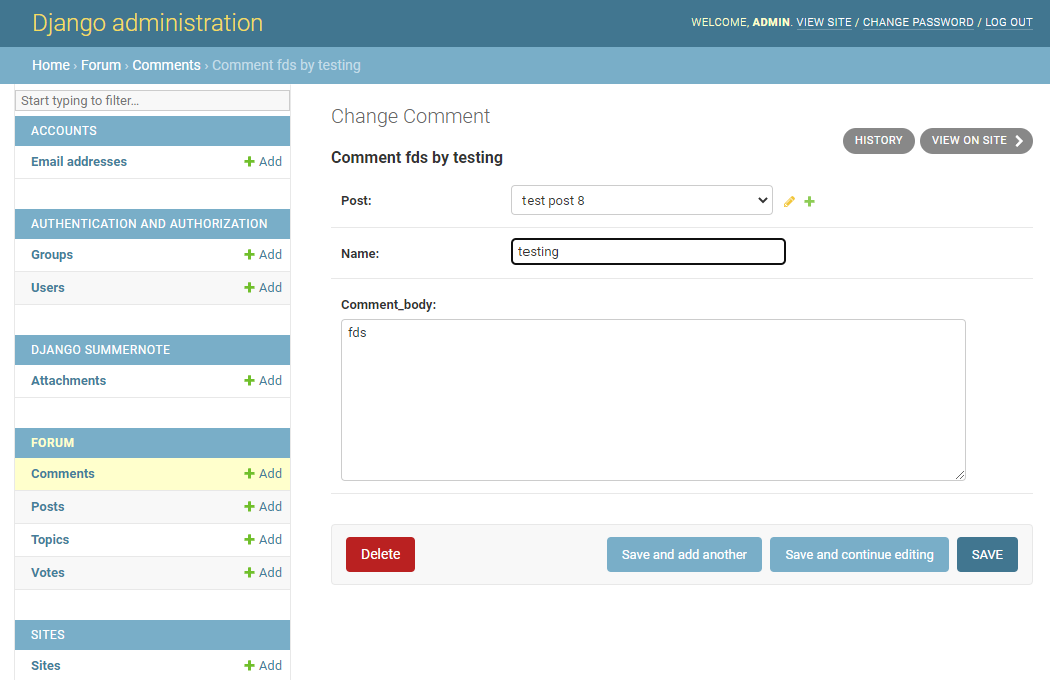 Django administration
WELCOME, ADMIN. VIEW SITE / CHANGE PASSWORD / LOG OUT
Home › Forum › Comments › Comment fds by testing
Start typing to filter...
ACCOUNTS
Email addresses
Add
AUTHENTICATION AND AUTHORIZATION
Groups
Add
Users
Add
DJANGO SUMMERNOTE
Attachments
Add
FORUM
Comments
Add
Posts
Add
Topics
Add
Votes
Add
SITES
Sites
Add
Change Comment
HISTORY
VIEW ON SITE
Comment fds by testing
Post:
test post 8
Name:
testing
Comment_body:
fds
Delete
Save and add another
Save and continue editing
SAVE